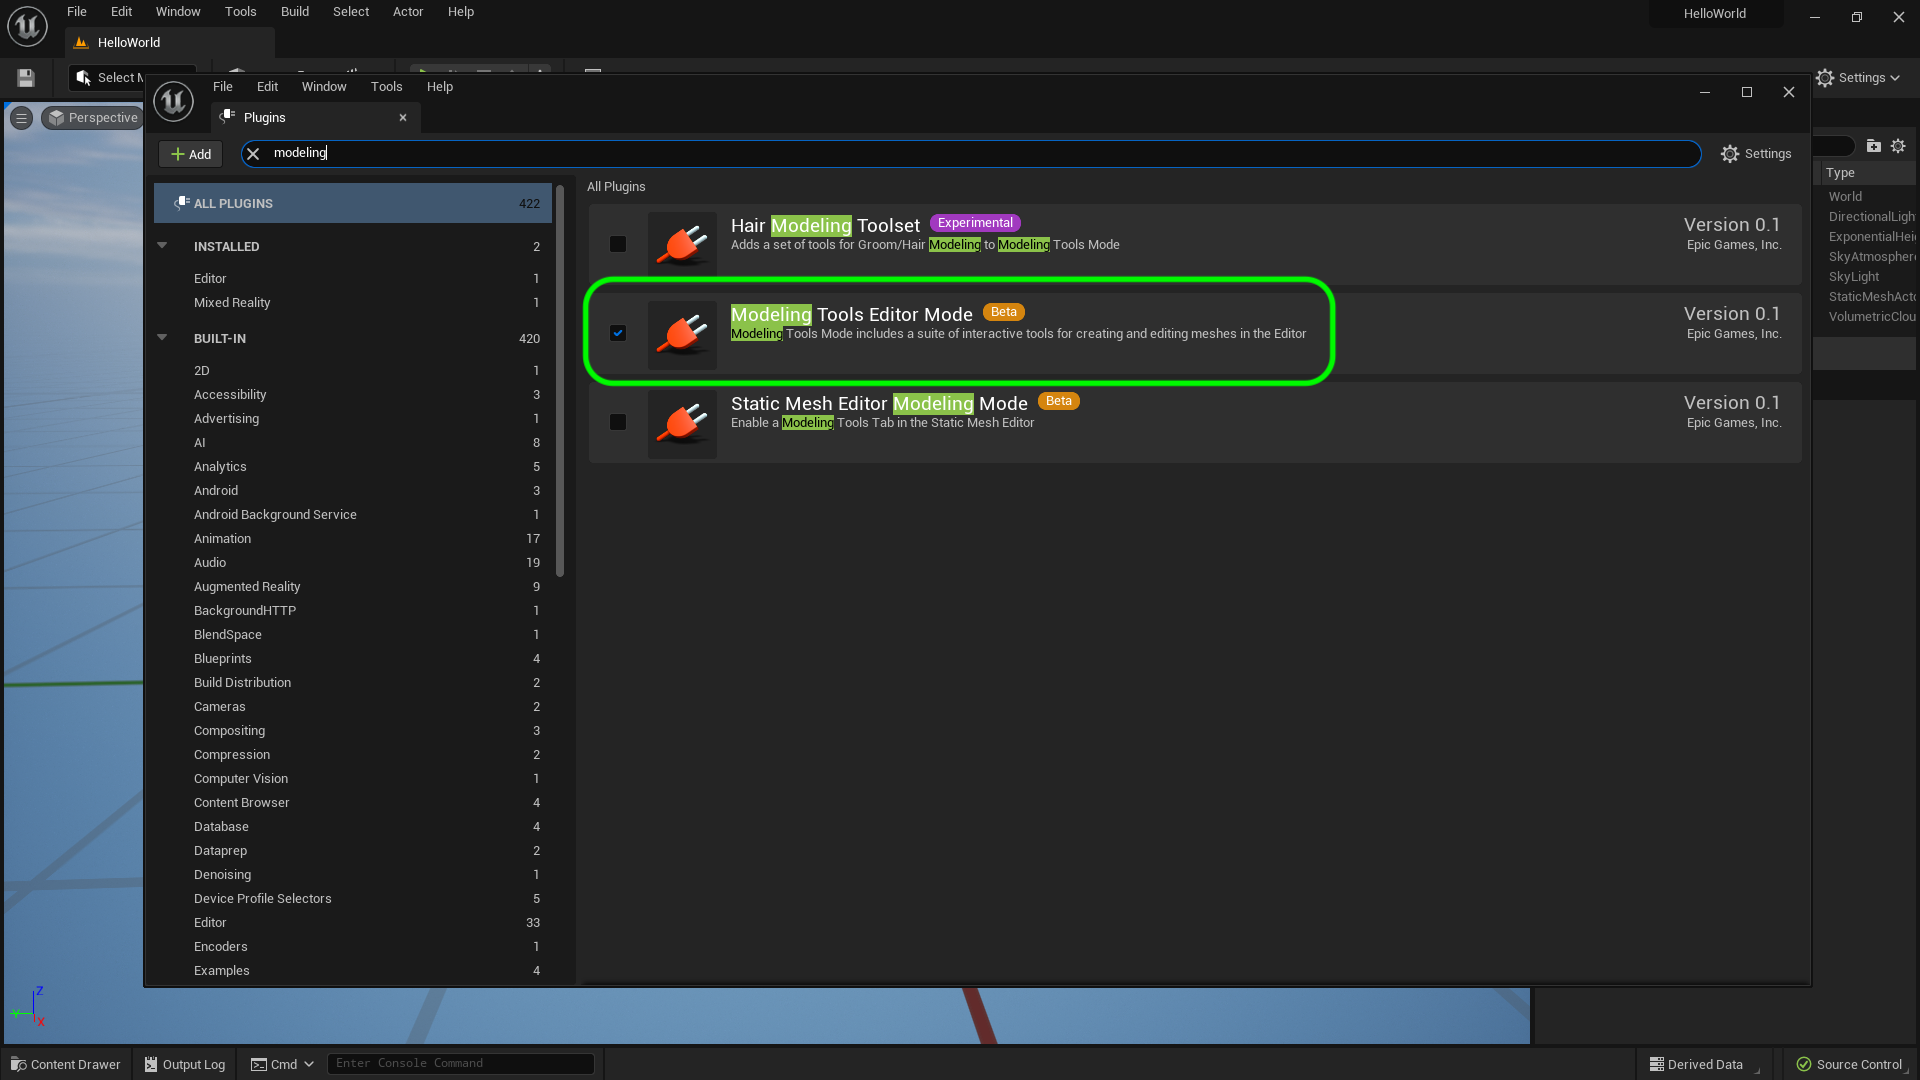 File Edit Window Tools Build Select Actor Help
HelloWorld
HelloWorld
Select M
Settings
Perspective
File Edit Window Tools Help
Plugins
Add
modeling
Settings
All Plugins
ALL PLUGINS 422
INSTALLED 2
Editor 1
Mixed Reality 1
BUILT-IN 420
2D 1
Accessibility 3
Advertising 1
AI 8
Analytics 5
Android 3
Android Background Service 1
Animation 17
Audio 19
Augmented Reality 9
BackgroundHTTP 1
BlendSpace 1
Blueprints 4
Build Distribution 2
Cameras 2
Compositing 3
Compression 2
Computer Vision 1
Content Browser 4
Database 4
Dataprep 2
Denoising 1
Device Profile Selectors 5
Editor 33
Encoders 1
Examples 4
Hair Modeling Toolset Experimental
Adds a set of tools for Groom/Hair Modeling to Modeling Tools Mode
Version 0.1
Epic Games, Inc.
Modeling Tools Editor Mode Beta
Modeling Tools Mode includes a suite of interactive tools for creating and editing meshes in the Editor
Version 0.1
Epic Games, Inc.
Static Mesh Editor Modeling Mode Beta
Enable a Modeling Tools Tab in the Static Mesh Editor
Version 0.1
Epic Games, Inc.
Type
World
DirectionalLigh
ExponentialHei
SkyAtmosphere
SkyLight
StaticMeshActo
VolumetricClou
Z
Y
X
Content Drawer Output Log Cmd Enter Console Command Derived Data Source Control